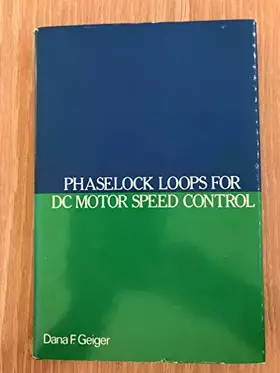 PHASELOCK LOOPS FOR
DC MOTOR SPEED CONTROL
Dana F. Geiger